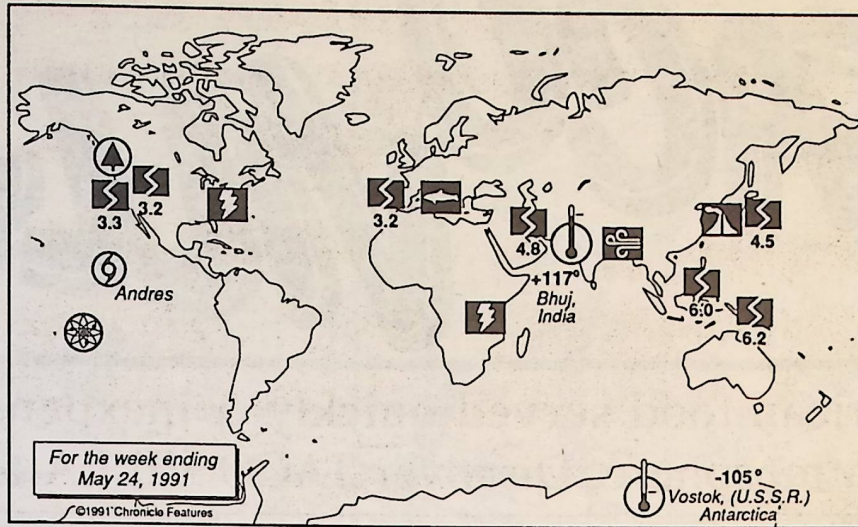 3.3
3.2
3.2
4.8
4.5
+117°
Bhuj,
India
Andres
6.0
6.2
For the week ending
May 24, 1991
©1991 Chronicle Features
-105°
Vostok, (U.S.S.R.)
Antarctica